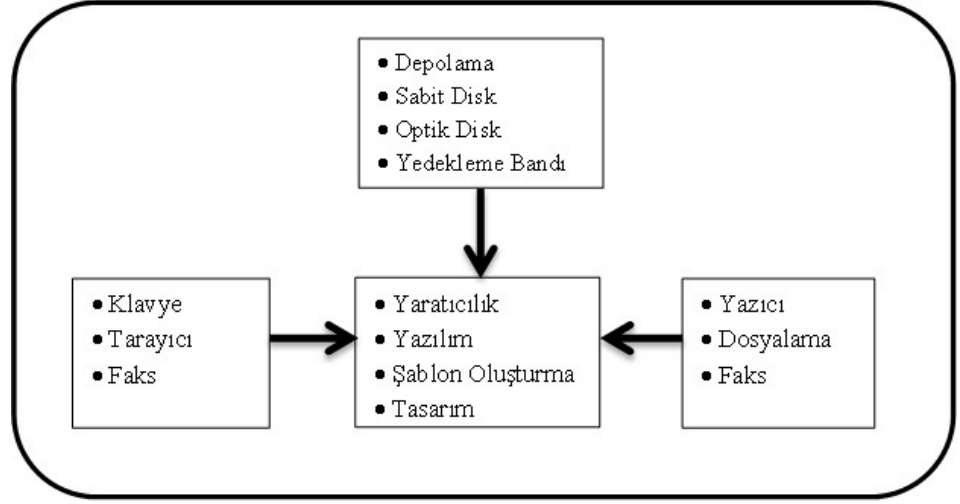 • Depolama
• Sabit Disk
• Optik Disk
• Yedekleme Bandı
• Klavye
• Tarayıcı
• Faks
• Yaratıcılık
• Yazılım
• Şablon Oluşturma
• Tasarım
• Yazıcı
• Dosyalama
• Faks